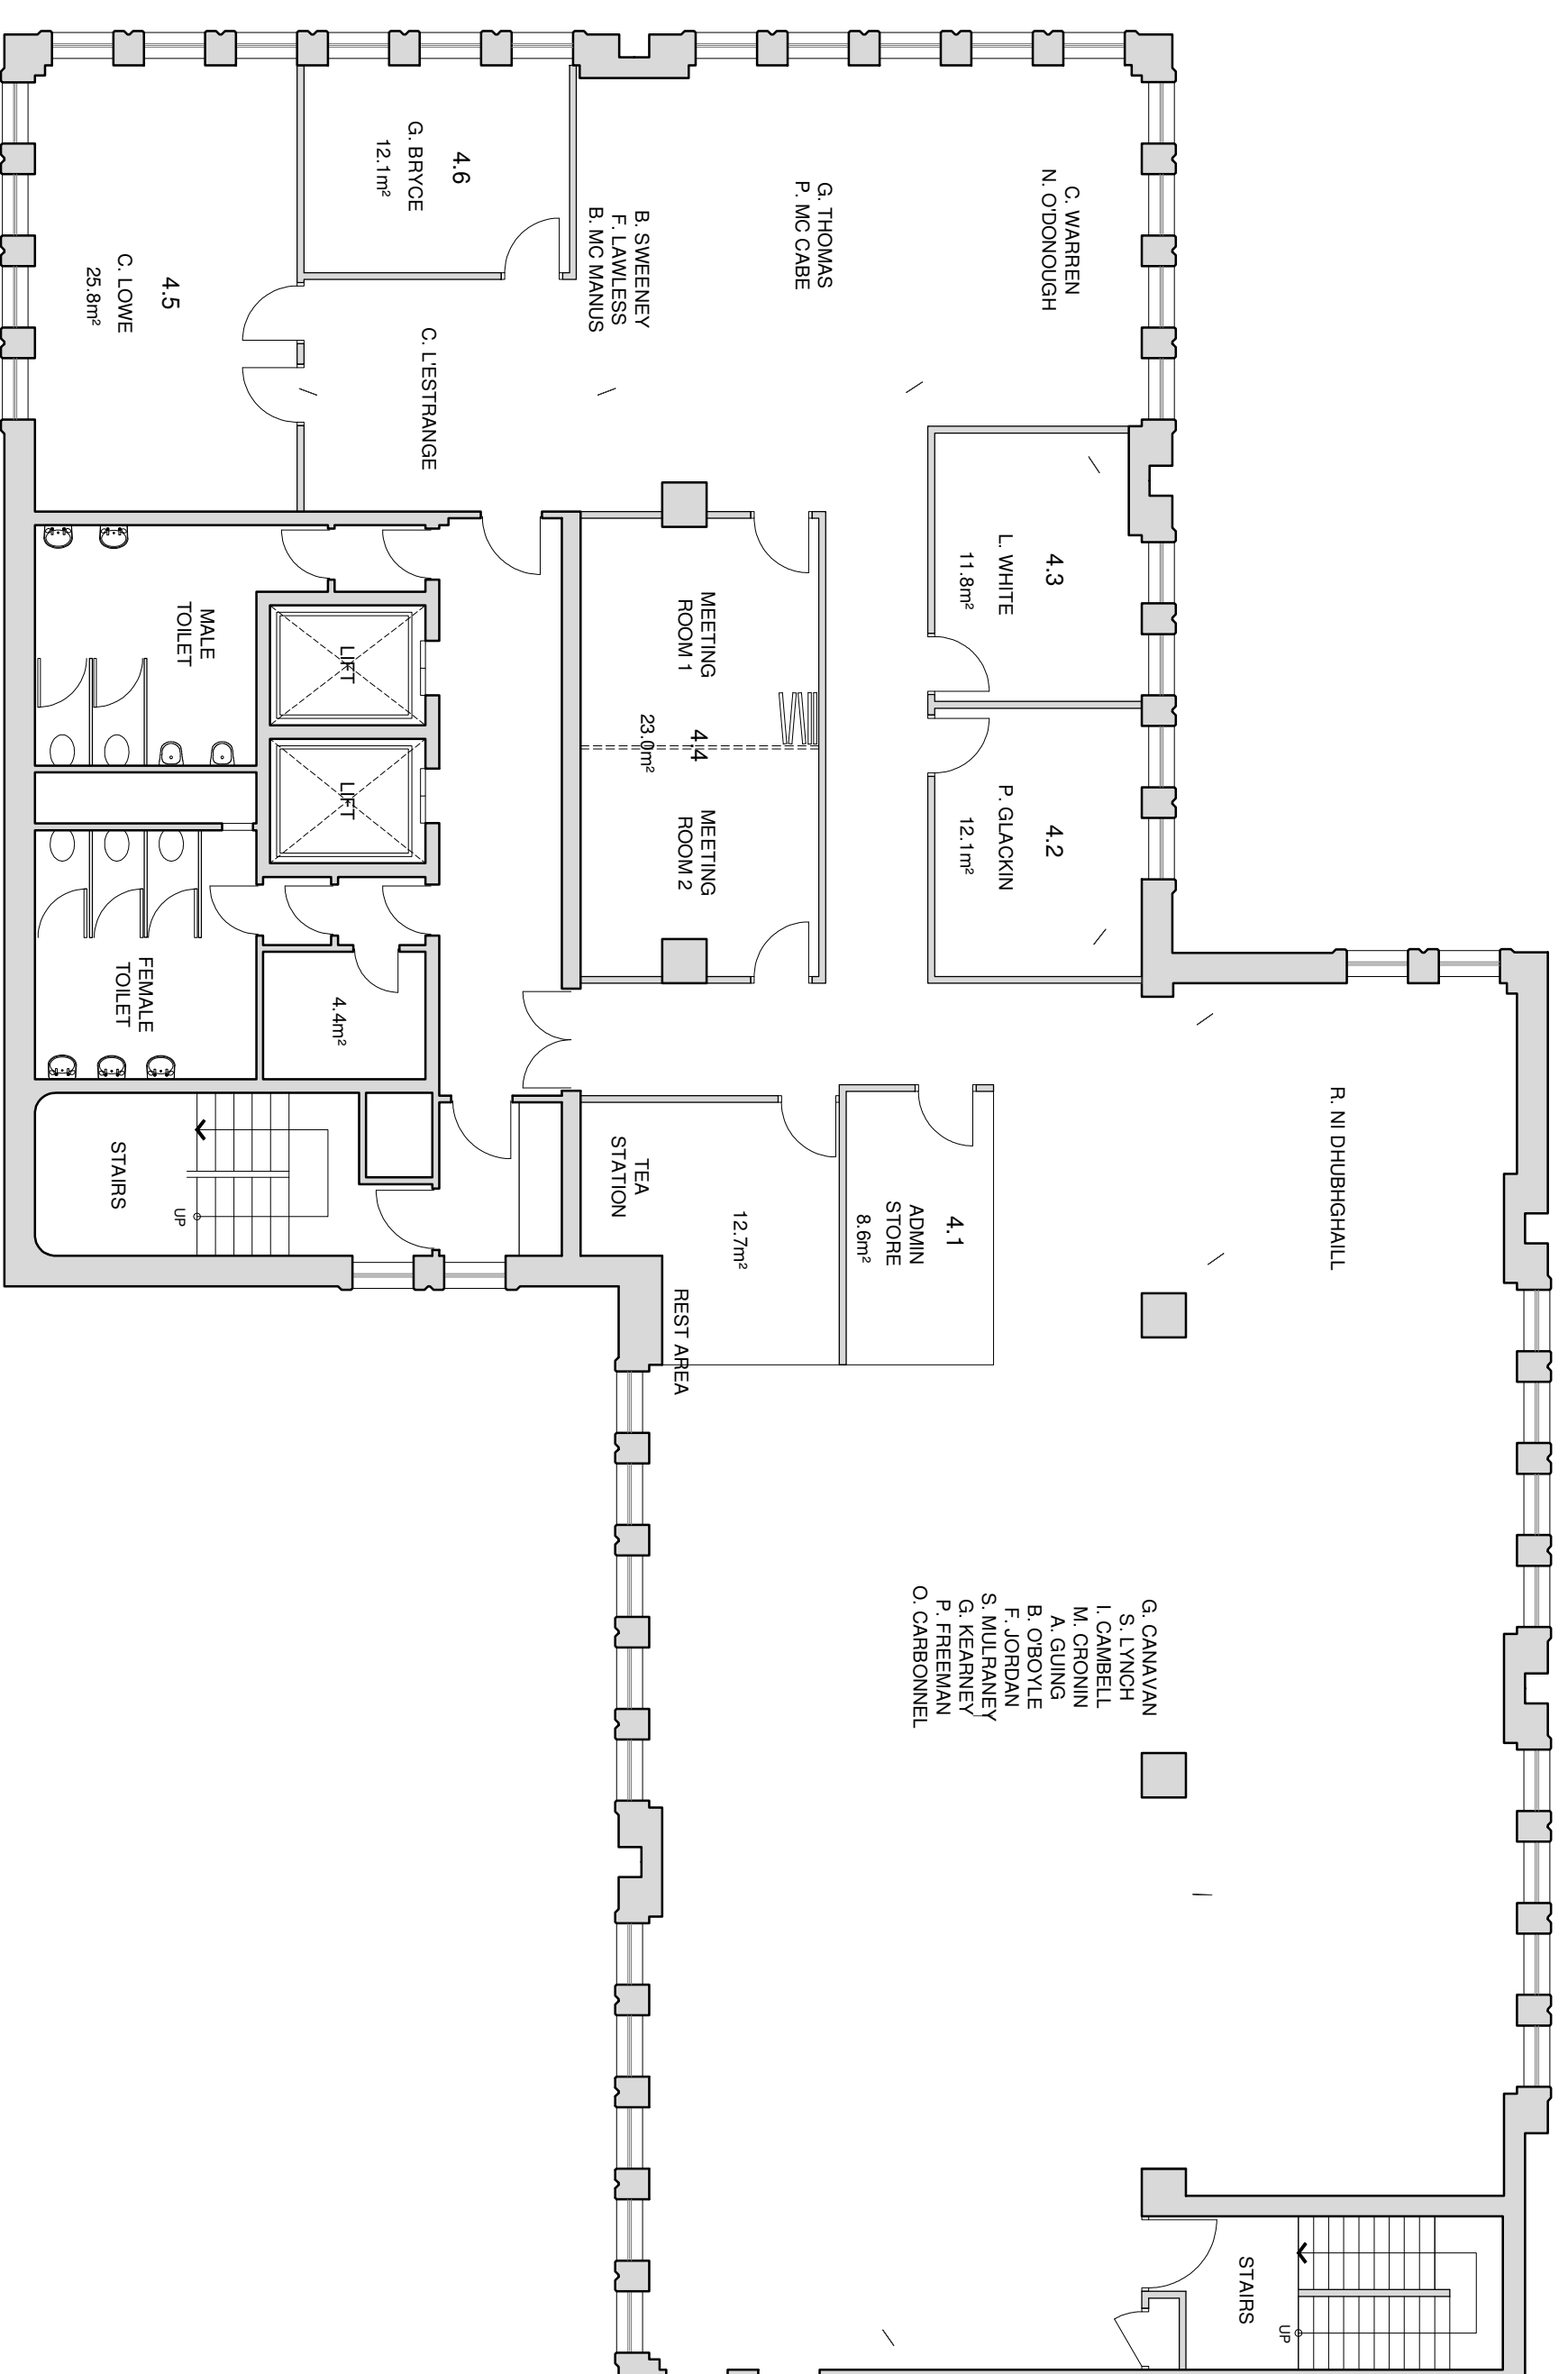 C. WARREN
N. O'DONOUGH
G. THOMAS
P. MC CABE
B. SWEENEY
F. LAWLESS
B. MC MANUS
4.6
G. BRYCE
12.1m²
4.5
C. LOWE
25.8m²
C. L'ESTRANGE
4.3
L. WHITE
11.8m²
4.2
P. GLACKIN
12.1m²
MEETING
ROOM 1
4.4
23.0m²
MEETING
ROOM 2
LIFT
LIFT
MALE
TOILET
FEMALE
TOILET
4.4m²
STAIRS
UP
TEA
STATION
12.7m²
4.1
ADMIN
STORE
8.6m²
REST AREA
R. NI DHUBHGHAILL
G. CANAVAN
S. LYNCH
I. CAMBELL
M. CRONIN
A. GUING
B. O'BOYLE
F. JORDAN
S. MULRANEY
G. KEARNEY
P. FREEMAN
O. CARBONNEL
STAIRS
UP